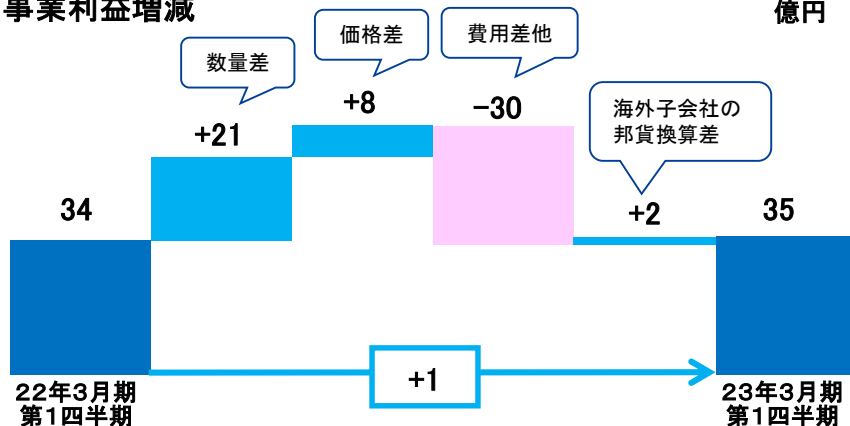 事業利益増減
億円
数量差
価格差
費用差他
海外子会社の
邦貨換算差
+21
+8
-30
+2
34
35
+1
22年3月期
第1四半期
23年3月期
第1四半期